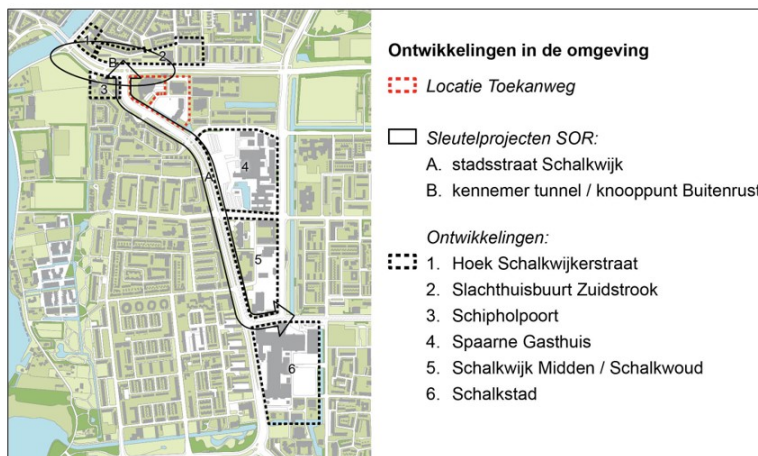 1
2
B
3
A
4
5
6
Ontwikkelingen in de omgeving
Locatie Toekanweg
Sleutelprojecten SOR:
A. stadsstraat Schalkwijk
B. kennemer tunnel / knooppunt Buitenrust
Ontwikkelingen:
1. Hoek Schalkwijkerstraat
2. Slachthuisbuurt Zuidstrook
3. Schipholpoort
4. Spaarne Gasthuis
5. Schalkwijk Midden / Schalkwoud
6. Schalkstad